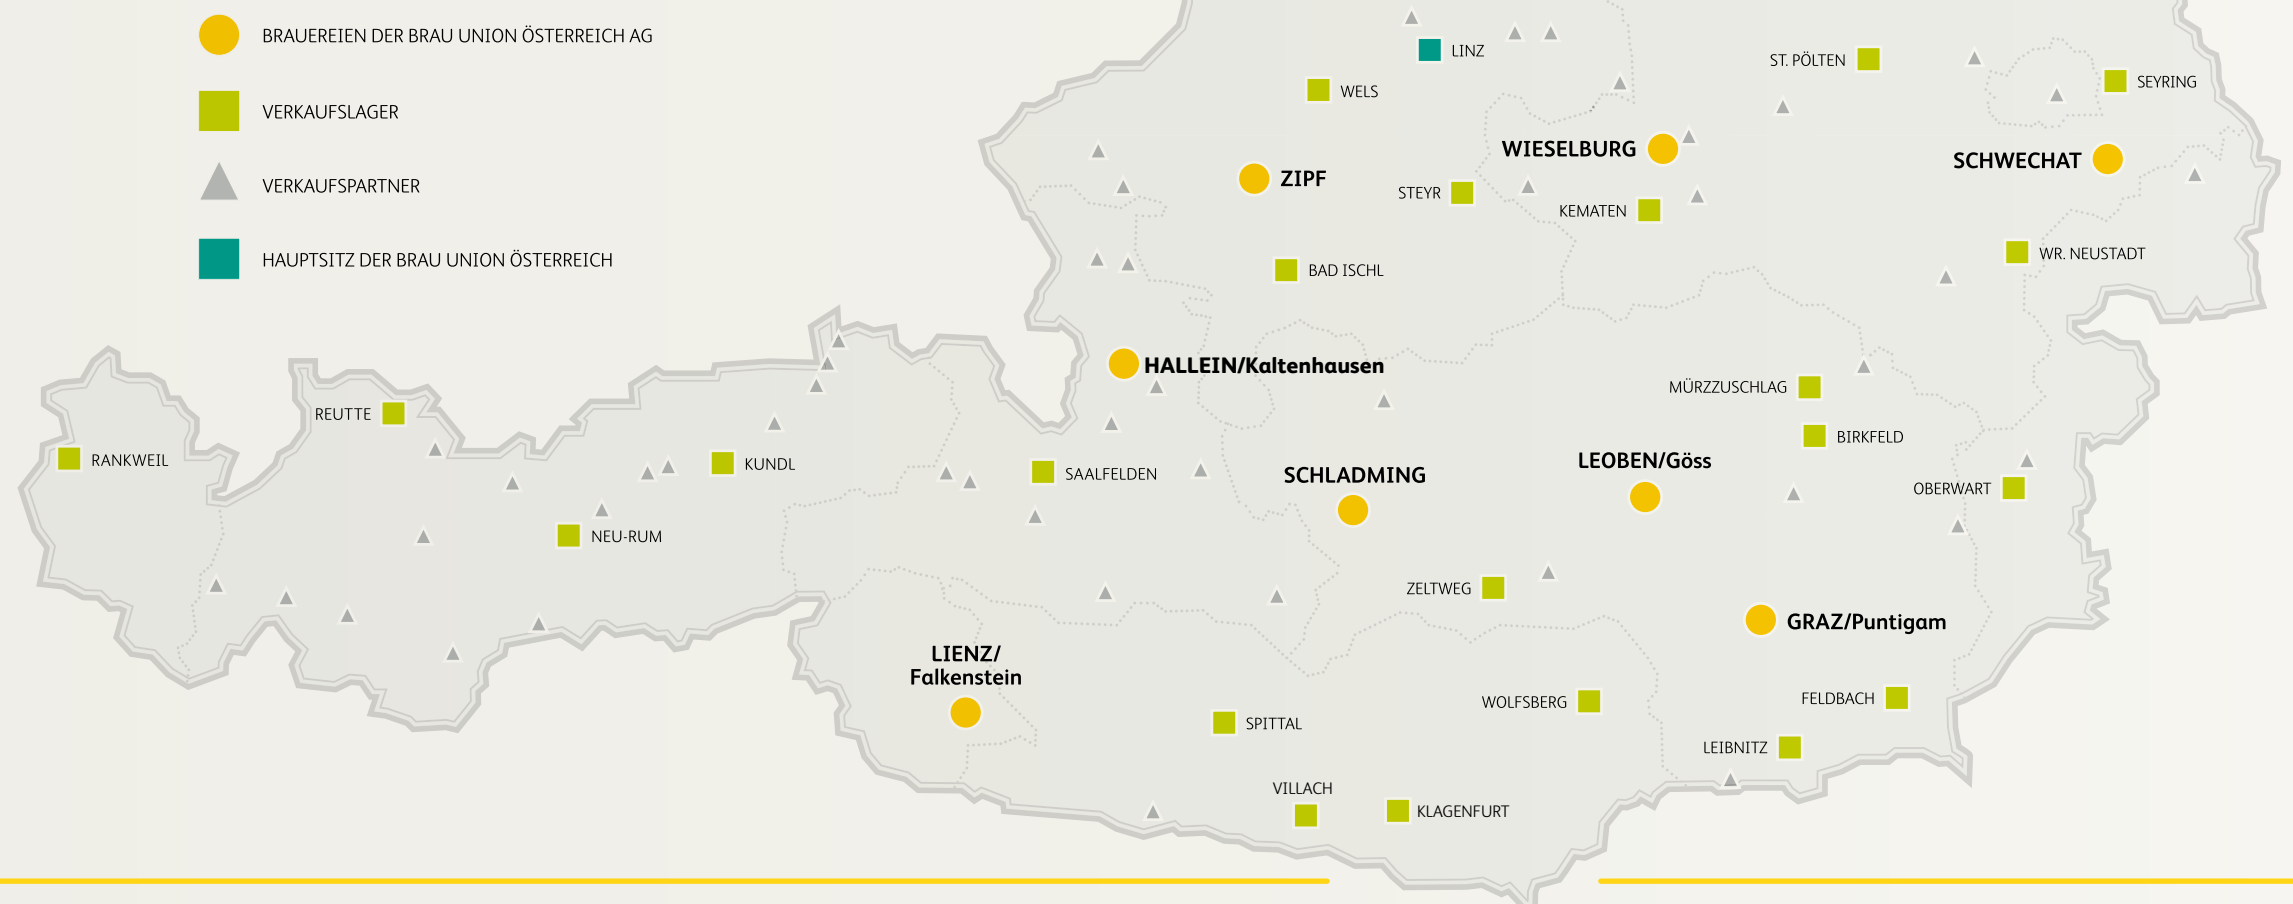 BRAUEREIEN DER BRAU UNION ÖSTERREICH AG
VERKAUFSLAGER
VERKAUFSPARTNER
HAUPTSITZ DER BRAU UNION ÖSTERREICH
LINZ
ST. PÖLTEN
SEYRING
WELS
WIESELBURG
SCHWECHAT
ZIPF
STEYR
KEMATEN
WR. NEUSTADT
BAD ISCHL
HALLEIN/Kaltenhausen
MÜRZZUSCHLAG
REUTTE
BIRKFELD
RANKWEIL
KUNDL
SAALFELDEN
SCHLADMING
LEOBEN/Göss
OBERWART
NEU-RUM
ZELTWEG
GRAZ/Puntigam
LIENZ/
Falkenstein
WOLFSBERG
FELDBACH
SPITTAL
LEIBNITZ
VILLACH
KLAGENFURT